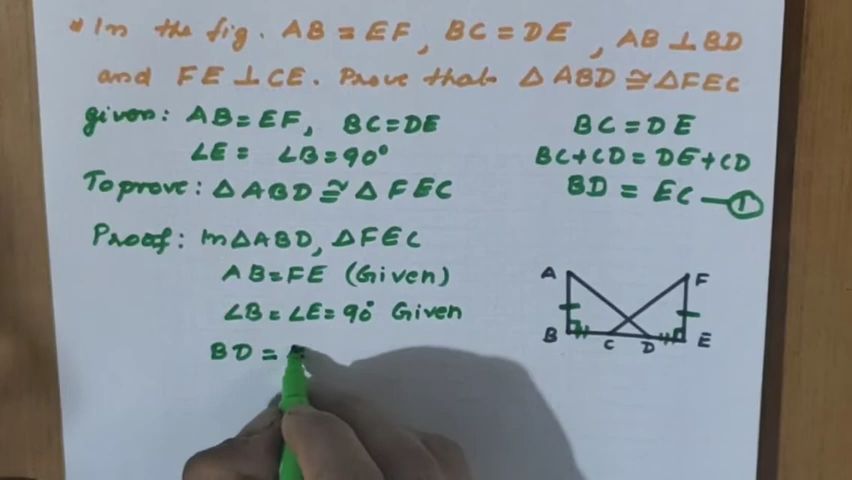 * In the fig. AB = EF, BC = DE, AB ⊥ BD
and FE ⊥ CE. Prove that △ ABD ≅ △ FEC
given: AB = EF, BC = DE
∠E = ∠B = 90°
To prove: △ ABD ≅ △ FEC
BC = DE
BC + CD = DE + CD
BD = EC —①
Proof: In △ABD, △FEC
AB = FE (Given)
∠B = ∠E = 90° Given
BD =
A F
B C D E